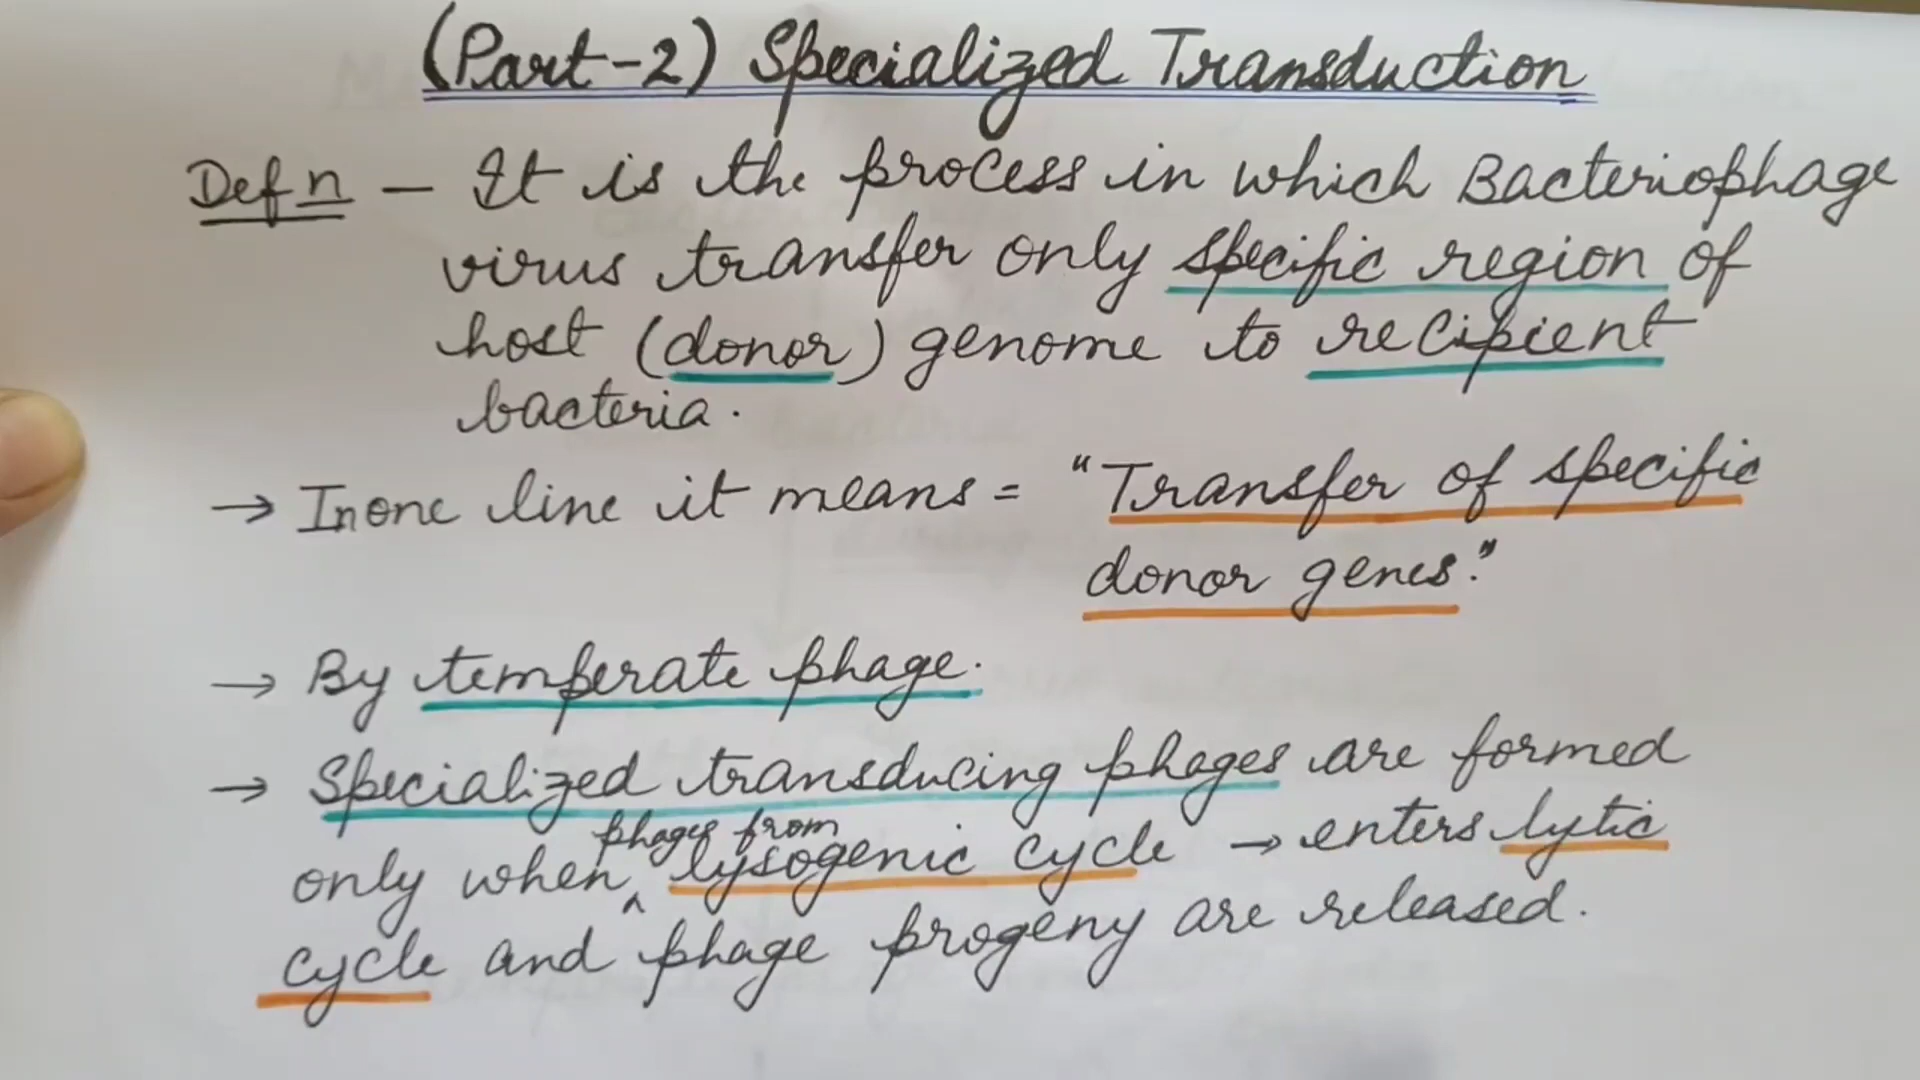 (Part-2) Specialized Transduction
Defn - It is the process in which Bacteriophage
virus transfer only specific region of
host (donor) genome to recipient
bacteria.
→ In one line it means = "Transfer of specific
donor genes."
→ By temperate phage.
→ Specialized transducing phages are formed
phages from
only when ^ lysogenic cycle → enters lytic
cycle and phage progeny are released.